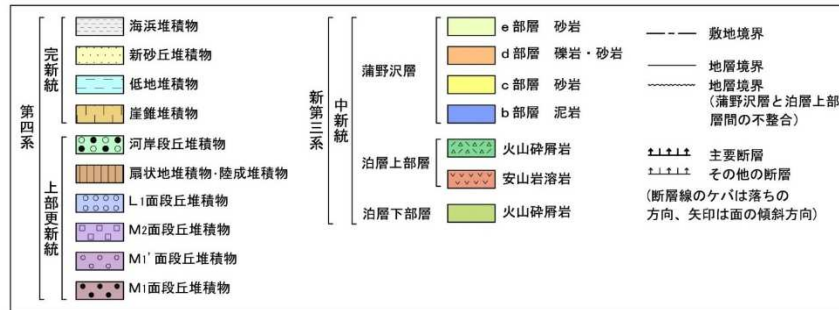 第四系
完新統
海浜堆積物
新砂丘堆積物
低地堆積物
崖錐堆積物
上部更新統
河岸段丘堆積物
扇状地堆積物・陸成堆積物
L1面段丘堆積物
M2面段丘堆積物
M1'面段丘堆積物
M1面段丘堆積物
新第三系
中新統
蒲野沢層
e部層 砂岩
d部層 礫岩・砂岩
c部層 砂岩
b部層 泥岩
泊層上部層
火山砕屑岩
安山岩溶岩
泊層下部層
火山砕屑岩
敷地境界
地層境界
地層境界
(蒲野沢層と泊層上部
層間の不整合)
主要断層
その他の断層
(断層線のケバは落ちの
方向、矢印は面の傾斜方向)